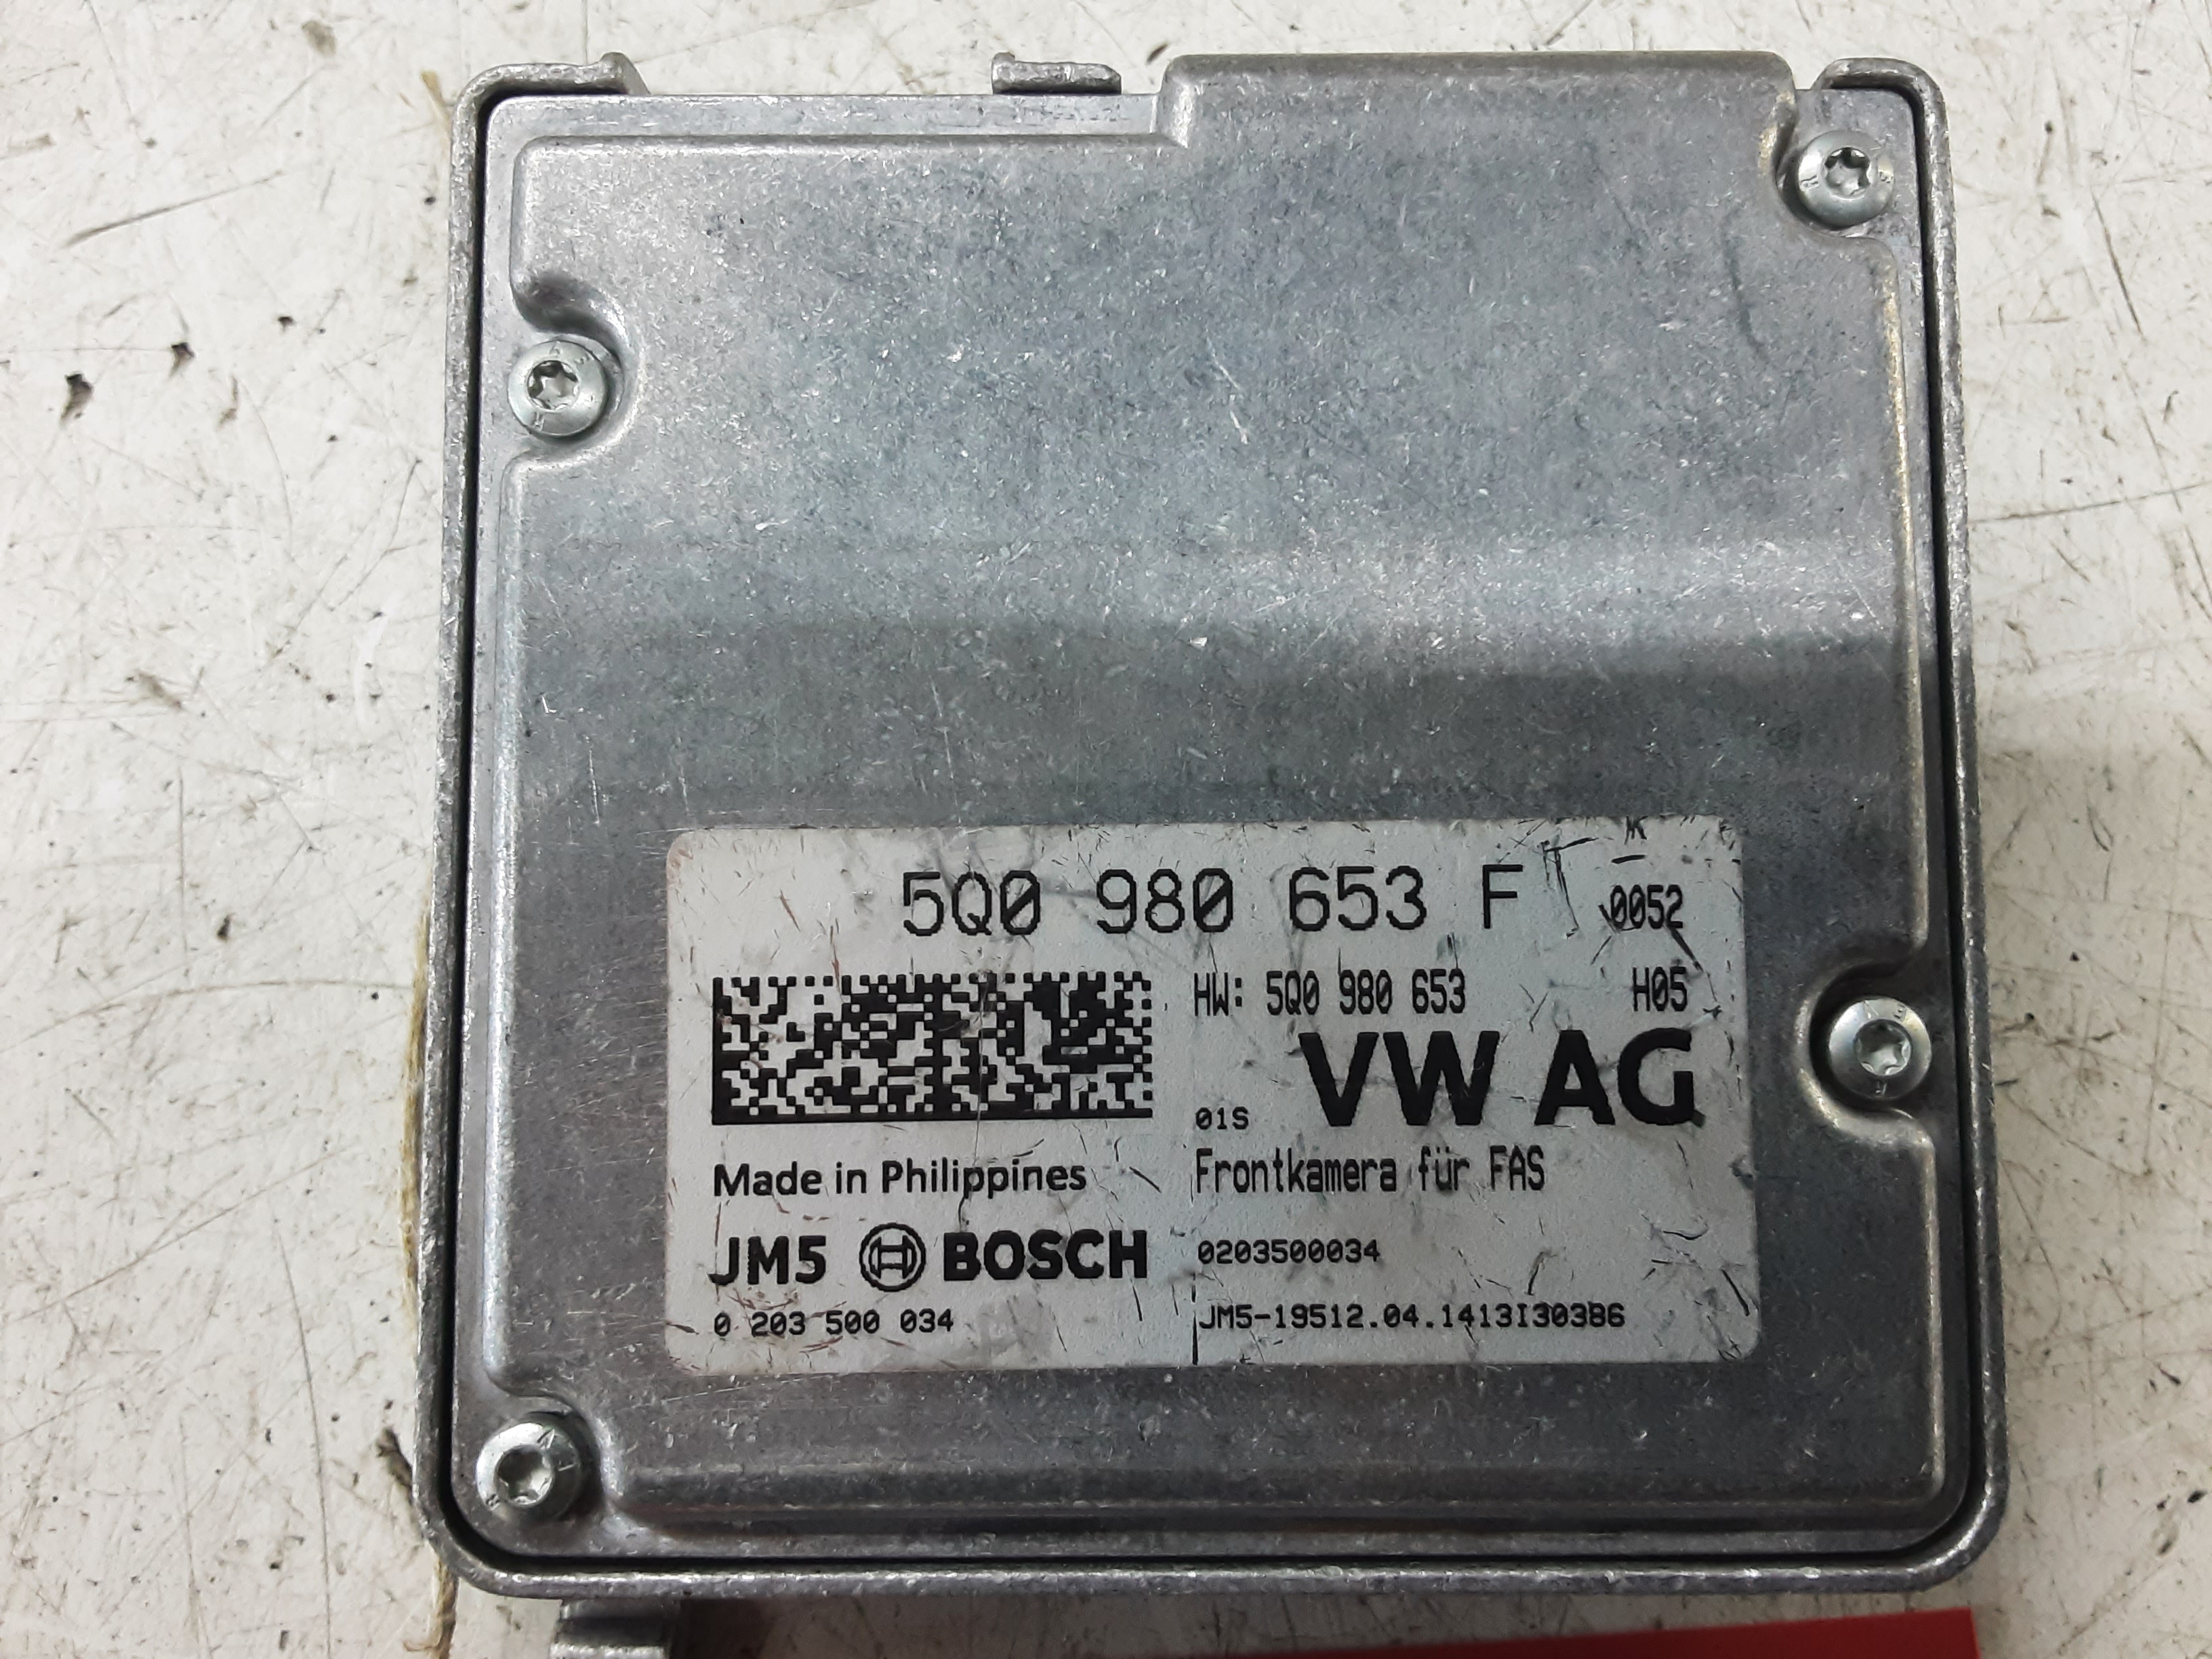 5Q0 980 653 F 0052
HW: 5Q0 980 653 H05
01S VW AG
Made in Philippines
Frontkamera für FAS
JM5 BOSCH
0203500034
0 203 500 034
JM5-19512.04.1413I30386